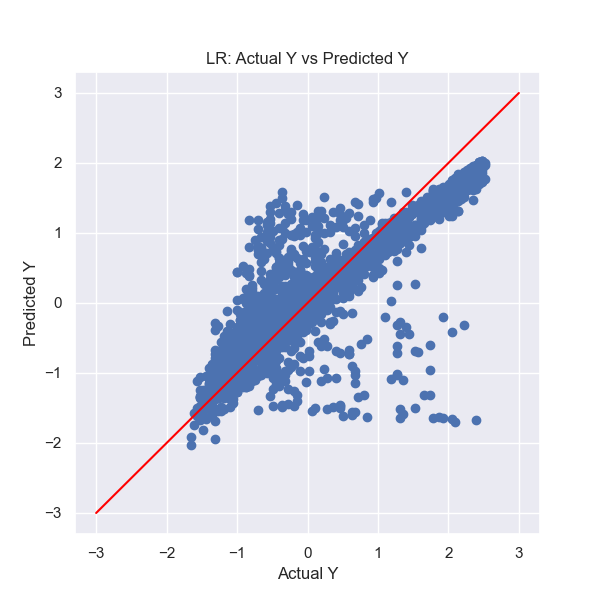 LR: Actual Y vs Predicted Y
3
2
1
0
−1
−2
−3
Predicted Y
−3 −2 −1 0 1 2 3
Actual Y